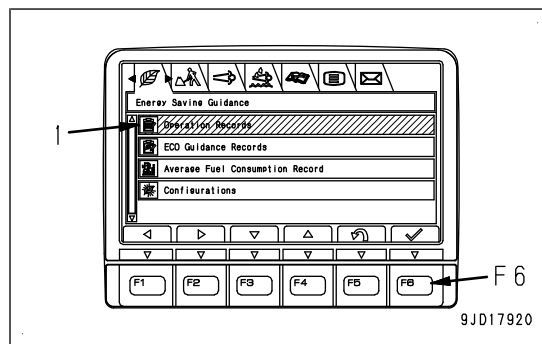 Energy Saving Guidance
1
Operation Records
ECO Guidance Records
Average Fuel Consumption Record
Configurations
F1 F2 F3 F4 F5 F6
F6
9JD17920